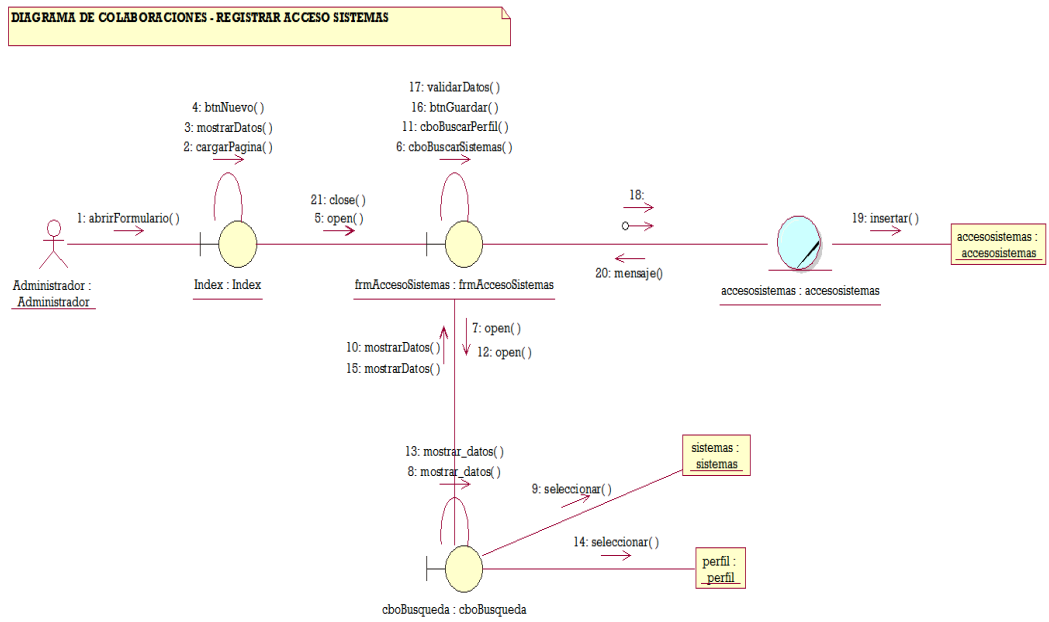 DIAGRAMA DE COLABORACIONES - REGISTRAR ACCESO SISTEMAS
17: validarDatos( )
4: btnNuevo( )
16: btnGuardar( )
3: mostrarDatos( )
11: cboBuscarPerfil( )
2: cargarPagina( )
6: cboBuscarSistemas( )
21: close( )
18:
1: abrirFormulario( )
5: open( )
19: insertar( )
accesosistemas :
accesosistemas
20: mensaje()
Administrador :
Administrador
Index : Index
frmAccesoSistemas : frmAccesoSistemas
accesosistemas : accesosistemas
7: open( )
10: mostrarDatos( )
12: open( )
15: mostrarDatos( )
13: mostrar_datos( )
8: mostrar_datos( )
sistemas :
sistemas
9: seleccionar( )
14: seleccionar( )
perfil :
perfil
cboBusqueda : cboBusqueda